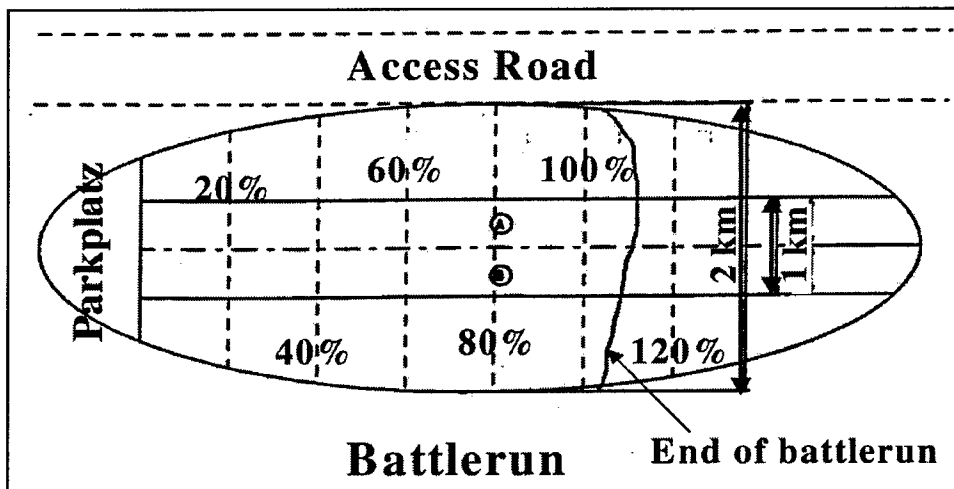 Access Road
Parkplatz
20%
60%
100%
A
2 km
1 km
40%
80%
120%
Battlerun
End of battlerun